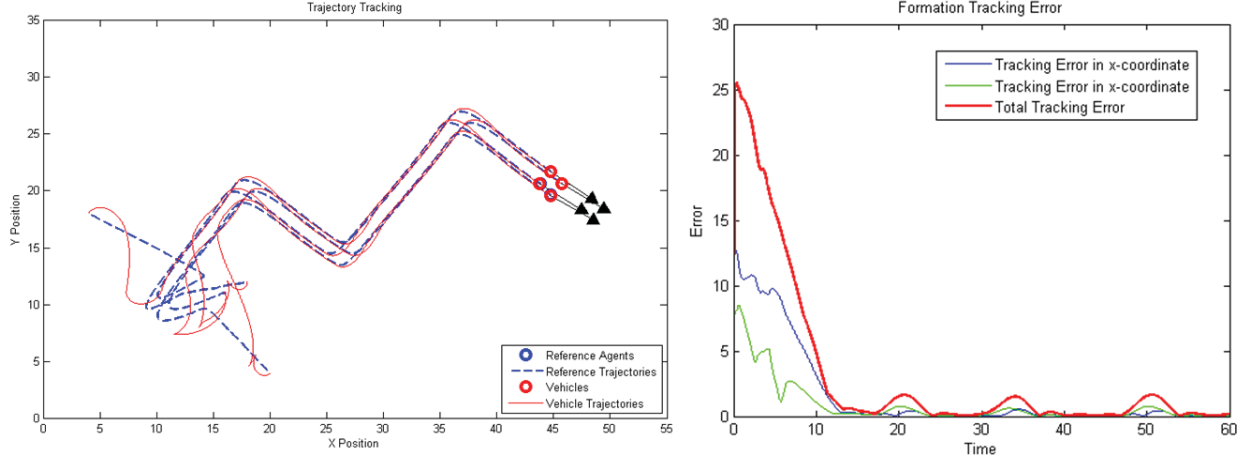 Trajectory Tracking
35
30
25
20
15
10
5
0
Y Position
0 5 10 15 20 25 30 35 40 45 50 55
X Position
Reference Agents
Reference Trajectories
Vehicles
Vehicle Trajectories
Formation Tracking Error
30
25
20
15
10
5
0
Error
0 10 20 30 40 50 60
Time
Tracking Error in x-coordinate
Tracking Error in x-coordinate
Total Tracking Error